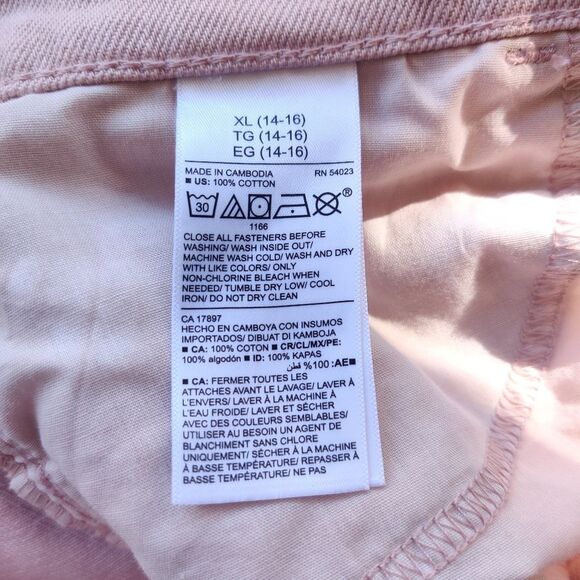 XL (14-16)
TG (14-16)
EG (14-16)
MADE IN CAMBODIA RN 54023
■ US: 100% COTTON
30 ®
1166
CLOSE ALL FASTENERS BEFORE
WASHING/ WASH INSIDE OUT/
MACHINE WASH COLD/ WASH AND DRY
WITH LIKE COLORS/ ONLY
NON-CHLORINE BLEACH WHEN
NEEDED/ TUMBLE DRY LOW/ COOL
IRON/ DO NOT DRY CLEAN
CA 17897
HECHO EN CAMBOYA CON INSUMOS
IMPORTADOS/ DIBUAT DI KAMBOJA
■ CA: 100% COTON ■ CR/CL/MX/PE:
100% algodón ■ ID: 100% KAPAS
■ AE: 100% قطن
■ CA: FERMER TOUTES LES
ATTACHES AVANT LE LAVAGE/ LAVER À
L'ENVERS/ LAVER À LA MACHINE À
L'EAU FROIDE/ LAVER ET SÉCHER
AVEC DES COULEURS SEMBLABLES/
UTILISER AU BESOIN UN AGENT DE
BLANCHIMENT SANS CHLORE
UNIQUEMENT/ SÉCHER À LA MACHINE
À BASSE TEMPÉRATURE/ REPASSER À
BASSE TEMPÉRATURE/ NE PAS